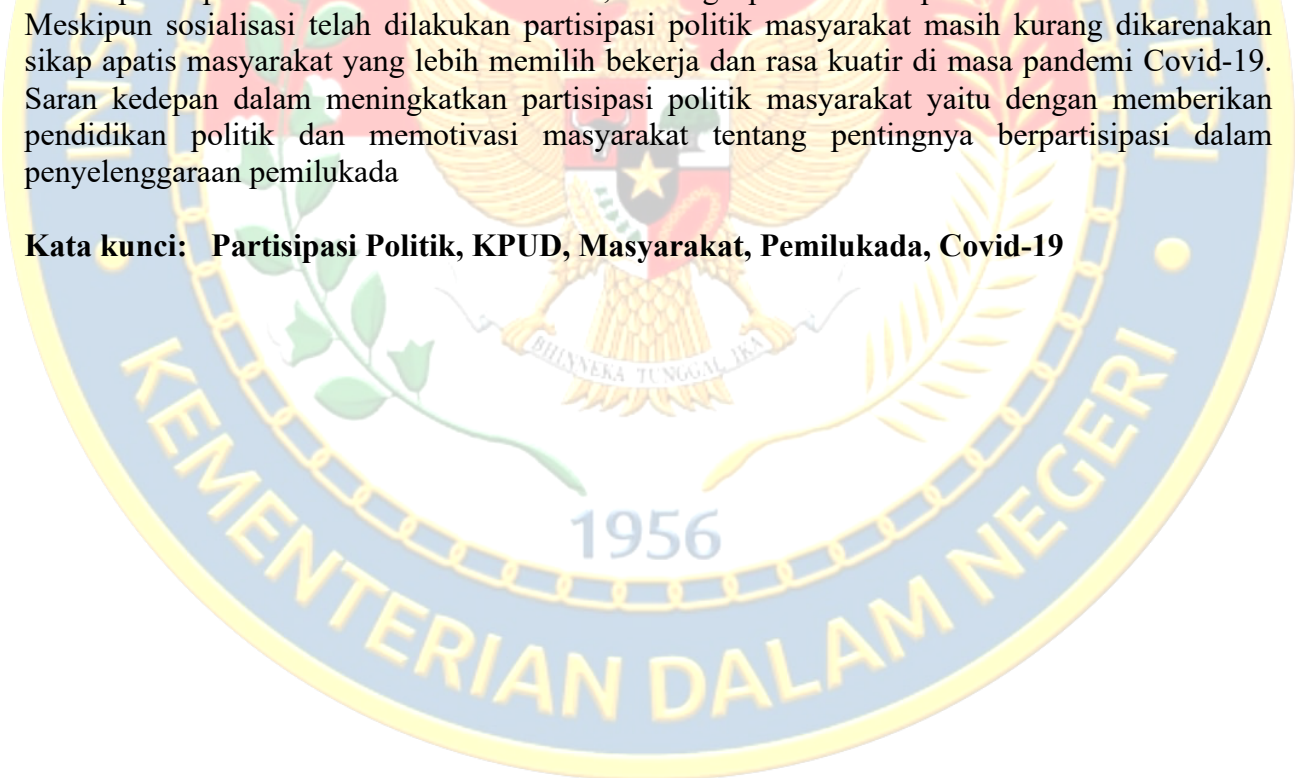 Meskipun sosialisasi telah dilakukan partisipasi politik masyarakat masih kurang dikarenakan
sikap apatis masyarakat yang lebih memilih bekerja dan rasa kuatir di masa pandemi Covid-19.
Saran kedepan dalam meningkatkan partisipasi politik masyarakat yaitu dengan memberikan
pendidikan politik dan memotivasi masyarakat tentang pentingnya berpartisipasi dalam
penyelenggaraan pemilukada
Kata kunci: Partisipasi Politik, KPUD, Masyarakat, Pemilukada, Covid-19
BHINNEKA TUNGGAL IKA
1956
KEMENTERIAN DALAM NEGERI